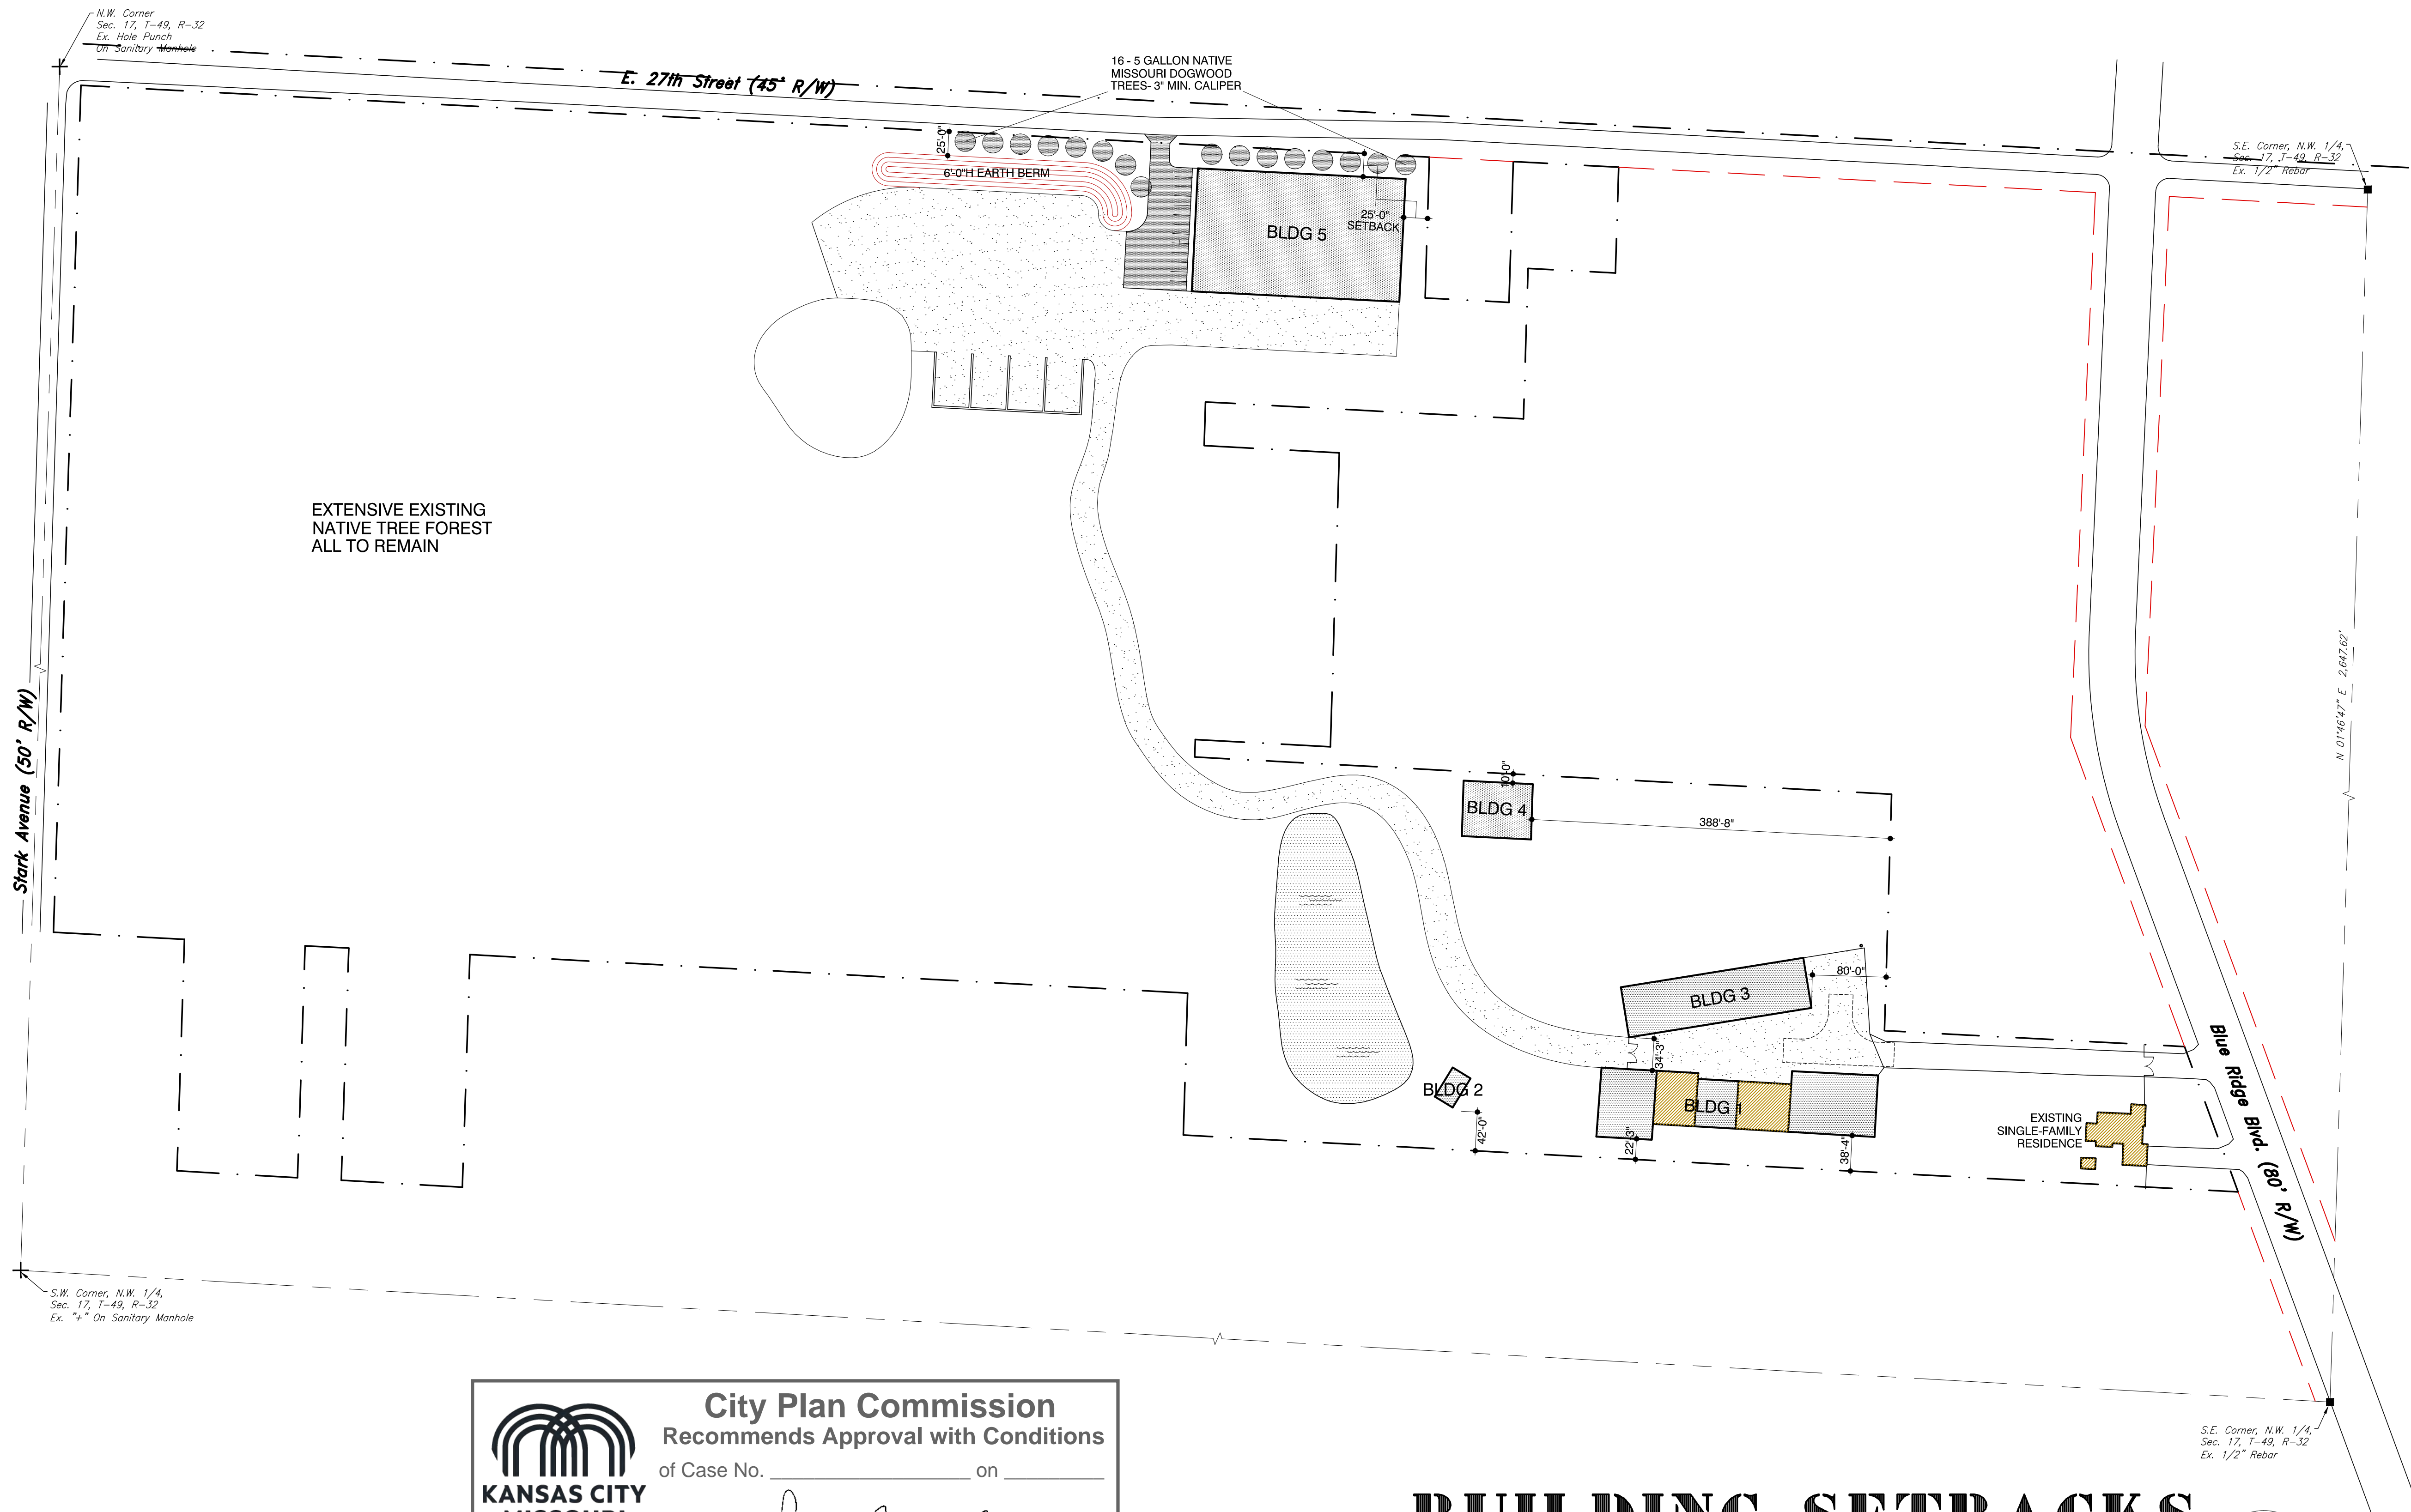 N.W. Corner
Sec. 17, T-49, R-32
Ex. Hole Punch
On Sanitary Manhole
E. 27th Street (45' R/W)
16 - 5 GALLON NATIVE
MISSOURI DOGWOOD
TREES- 3" MIN. CALIPER
S.E. Corner, N.W. 1/4,
Sec. 17, T-49, R-32
Ex. 1/2" Rebar
25'-0"
6'-0"H EARTH BERM
BLDG 5
25'-0"
SETBACK
EXTENSIVE EXISTING
NATIVE TREE FOREST
ALL TO REMAIN
N 01°46'47" E 2,647.62'
Stark Avenue (50' R/W)
10'-0"
BLDG 4
388'-8"
BLDG 3
80'-0"
34'-3"
BLDG 2
42'-0"
BLDG 1
22'-3"
38'-4"
EXISTING
SINGLE-FAMILY
RESIDENCE
Blue Ridge Blvd. (80' R/W)
S.W. Corner, N.W. 1/4,
Sec. 17, T-49, R-32
Ex. "+" On Sanitary Manhole
S.E. Corner, N.W. 1/4,
Sec. 17, T-49, R-32
Ex. 1/2" Rebar
City Plan Commission
Recommends Approval with Conditions
of Case No. ____________________ on __________
KANSAS CITY
MISSOURI
BUILDING SETBACKS